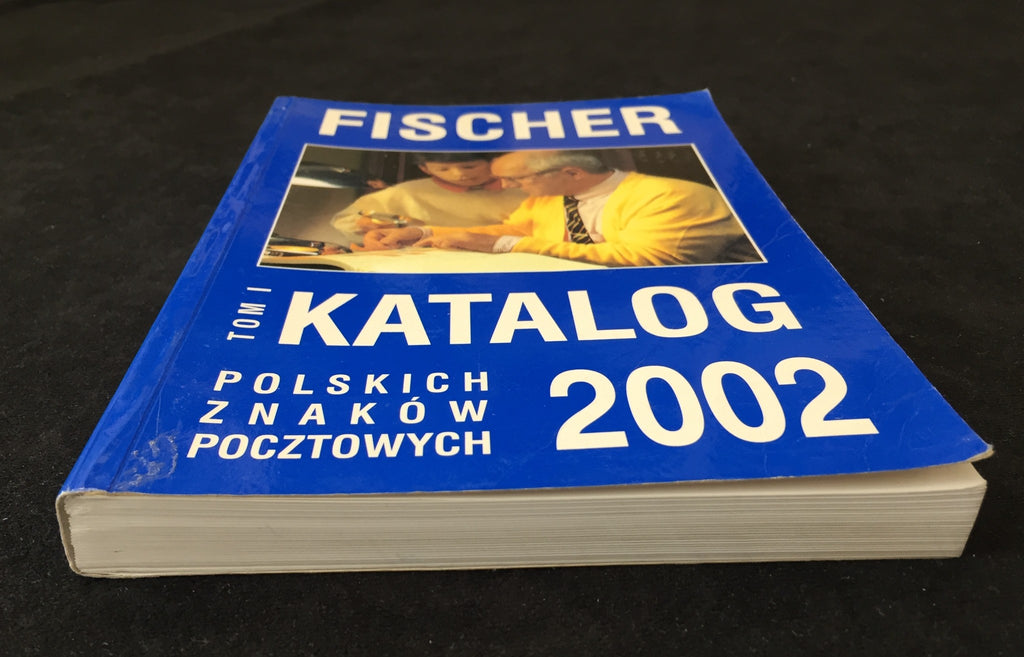 FISCHER
TOM I
KATALOG
POLSKICH
ZNAKÓW
POCZTOWYCH
2002